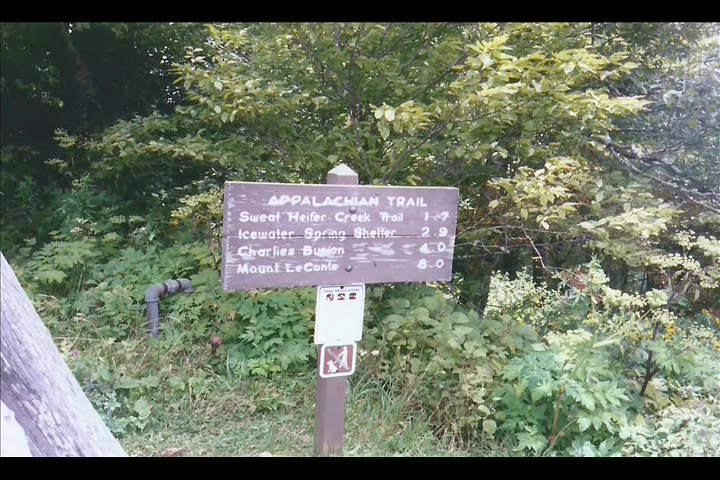 APPALACHIAN TRAIL
Sweat Heifer Creek Trail 1.7
Icewater Spring Shelter 2.9
Charlies Bunion 4.0
Mount LeConte 8.0